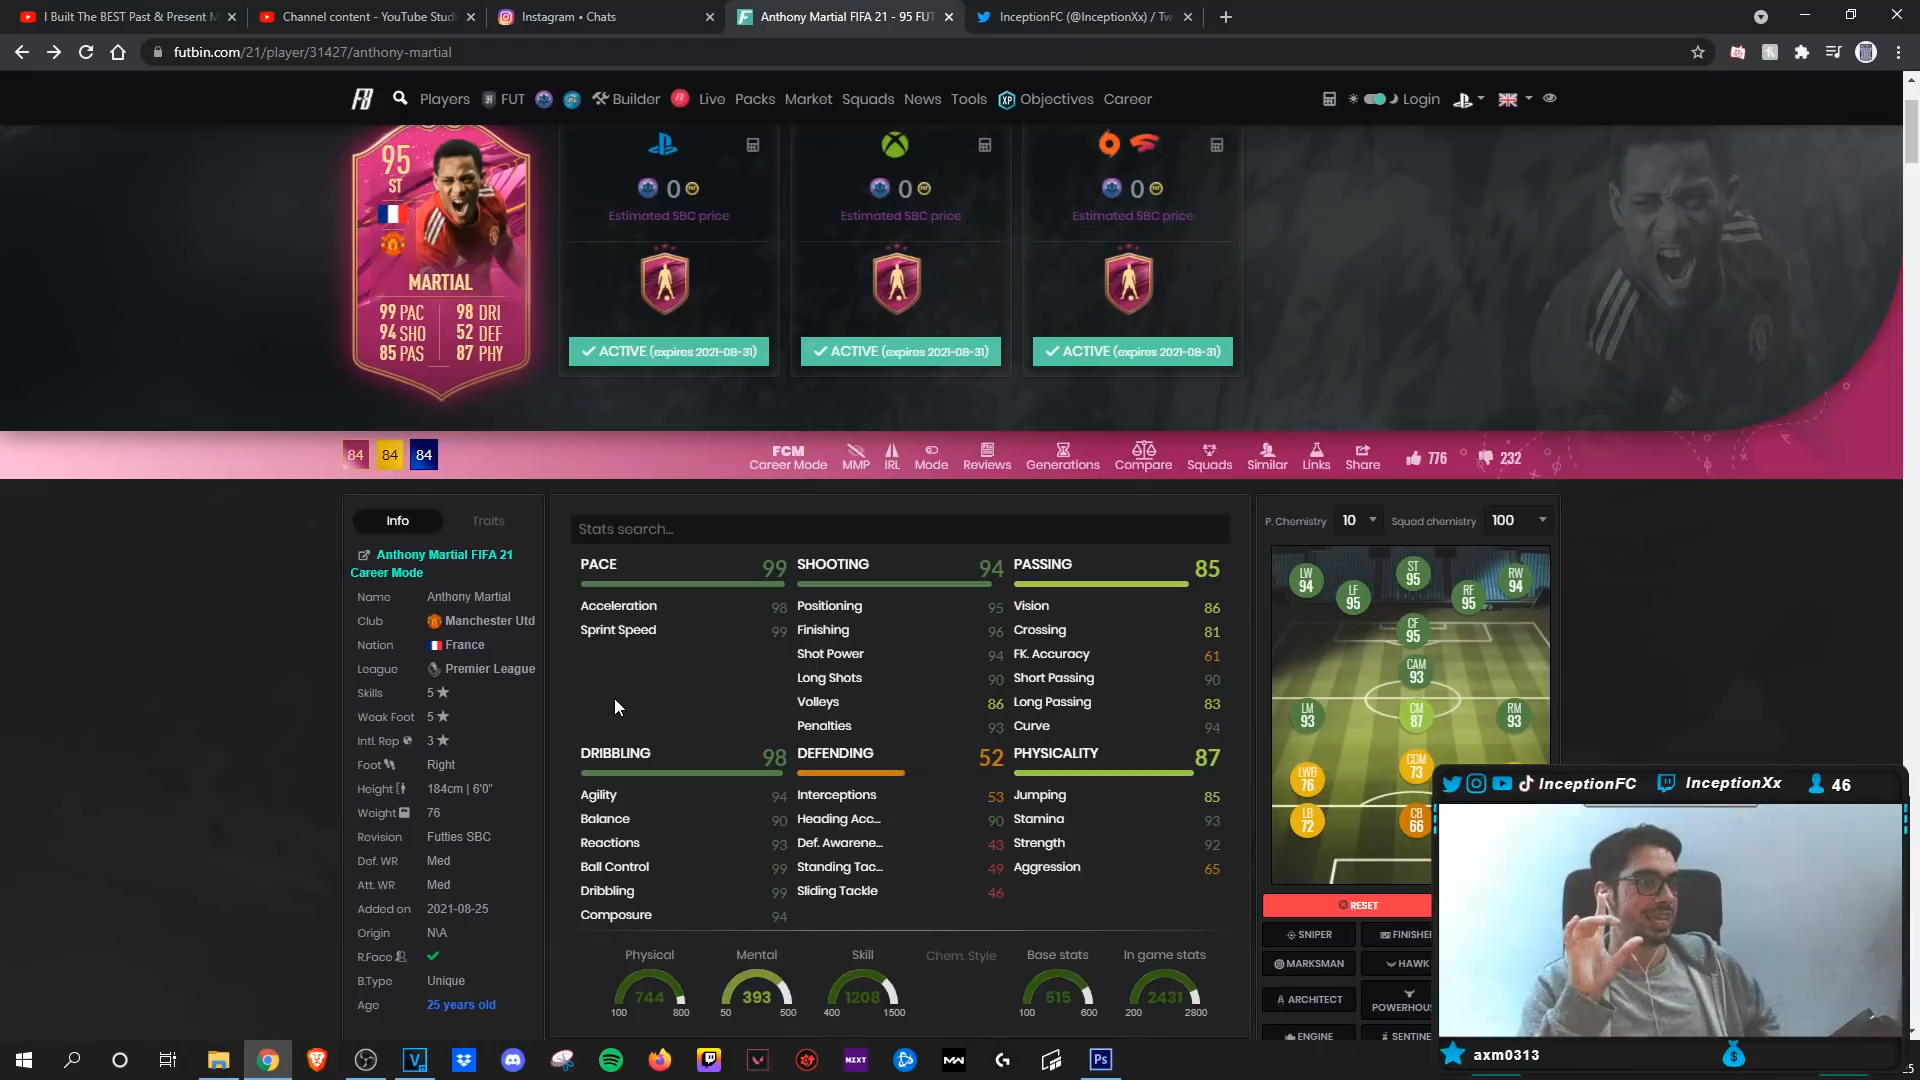 I Built The BEST Past & Present M
Channel content - YouTube Studi
Instagram • Chats
Anthony Martial FIFA 21 - 95 FUT
InceptionFC (@InceptionXx) / Tw
futbin.com/21/player/31427/anthony-martial
Players FUT Builder Live Packs Market Squads News Tools XP Objectives Career Login
95
ST
MARTIAL
99 PAC 98 DRI
94 SHO 52 DEF
85 PAS 87 PHY
0 0 0
Estimated SBC price Estimated SBC price Estimated SBC price
ACTIVE (expires 2021-08-31) ACTIVE (expires 2021-08-31) ACTIVE (expires 2021-08-31)
84 84 84
FCM
Career Mode MMP IRL Mode Reviews Generations Compare Squads Similar Links Share 776 232
Info Traits
Anthony Martial FIFA 21
Career Mode
Name Anthony Martial
Club Manchester Utd
Nation France
League Premier League
Skills 5
Weak Foot 5
Intl. Rep 3
Foot Right
Height 184cm | 6'0"
Weight 76
Revision Futties SBC
Def. WR Med
Att. WR Med
Added on 2021-08-25
Origin N\A
R.Face
B.Type Unique
Age 25 years old
Stats search...
PACE 99
Acceleration 98
Sprint Speed 99
SHOOTING 94
Positioning 95
Finishing 96
Shot Power 94
Long Shots 90
Volleys 86
Penalties 93
PASSING 85
Vision 86
Crossing 81
FK. Accuracy 61
Short Passing 90
Long Passing 83
Curve 94
DRIBBLING 98
Agility 94
Balance 90
Reactions 93
Ball Control 99
Dribbling 99
Composure 94
DEFENDING 52
Interceptions 53
Heading Acc... 90
Def. Awarene... 43
Standing Tac... 49
Sliding Tackle 46
PHYSICALITY 87
Jumping 85
Stamina 93
Strength 92
Aggression 65
Physical Mental Skill Chem. Style Base stats In game stats
744 393 1208 515 2431
100 800 50 500 400 1500 100 600 200 2800
P. Chemistry 10 Squad chemistry 100
LW 94
ST 95
RW 94
LF 95
RF 95
CF 95
CAM 93
LM 93
CM 87
RM 93
LWB 76
CDM 73
LB 72
CB 66
RESET
SNIPER FINISHE
MARKSMAN HAWK
ARCHITECT POWERHOU
ENGINE SENTINE
InceptionFC InceptionXx 46
axm0313
NZXT
Ps